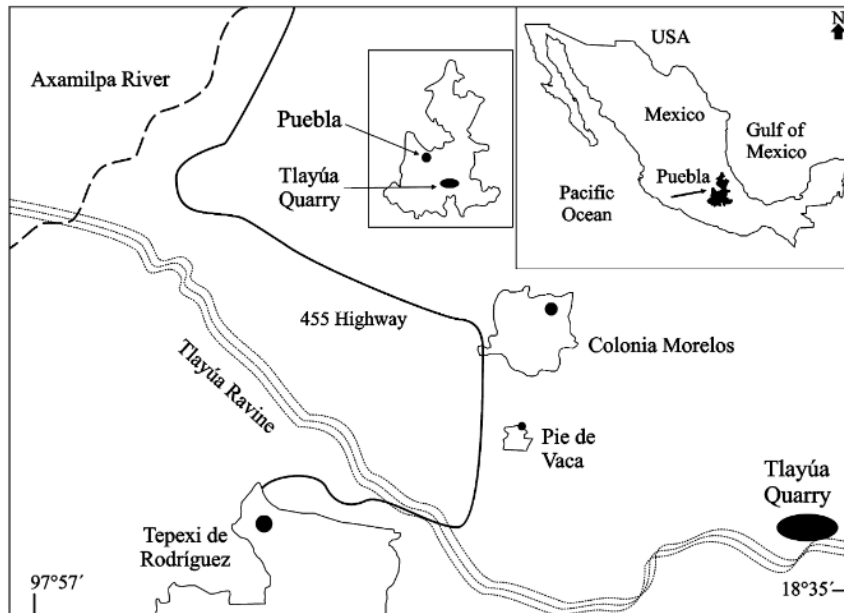 N
USA
Axamilpa River
Mexico
Puebla
Gulf of
Mexico
Tlayúa
Quarry
Puebla
Pacific
Ocean
455 Highway
Colonia Morelos
Tlayúa Ravine
Pie de
Vaca
Tlayúa
Quarry
Tepexi de
Rodríguez
97°57´
18°35´